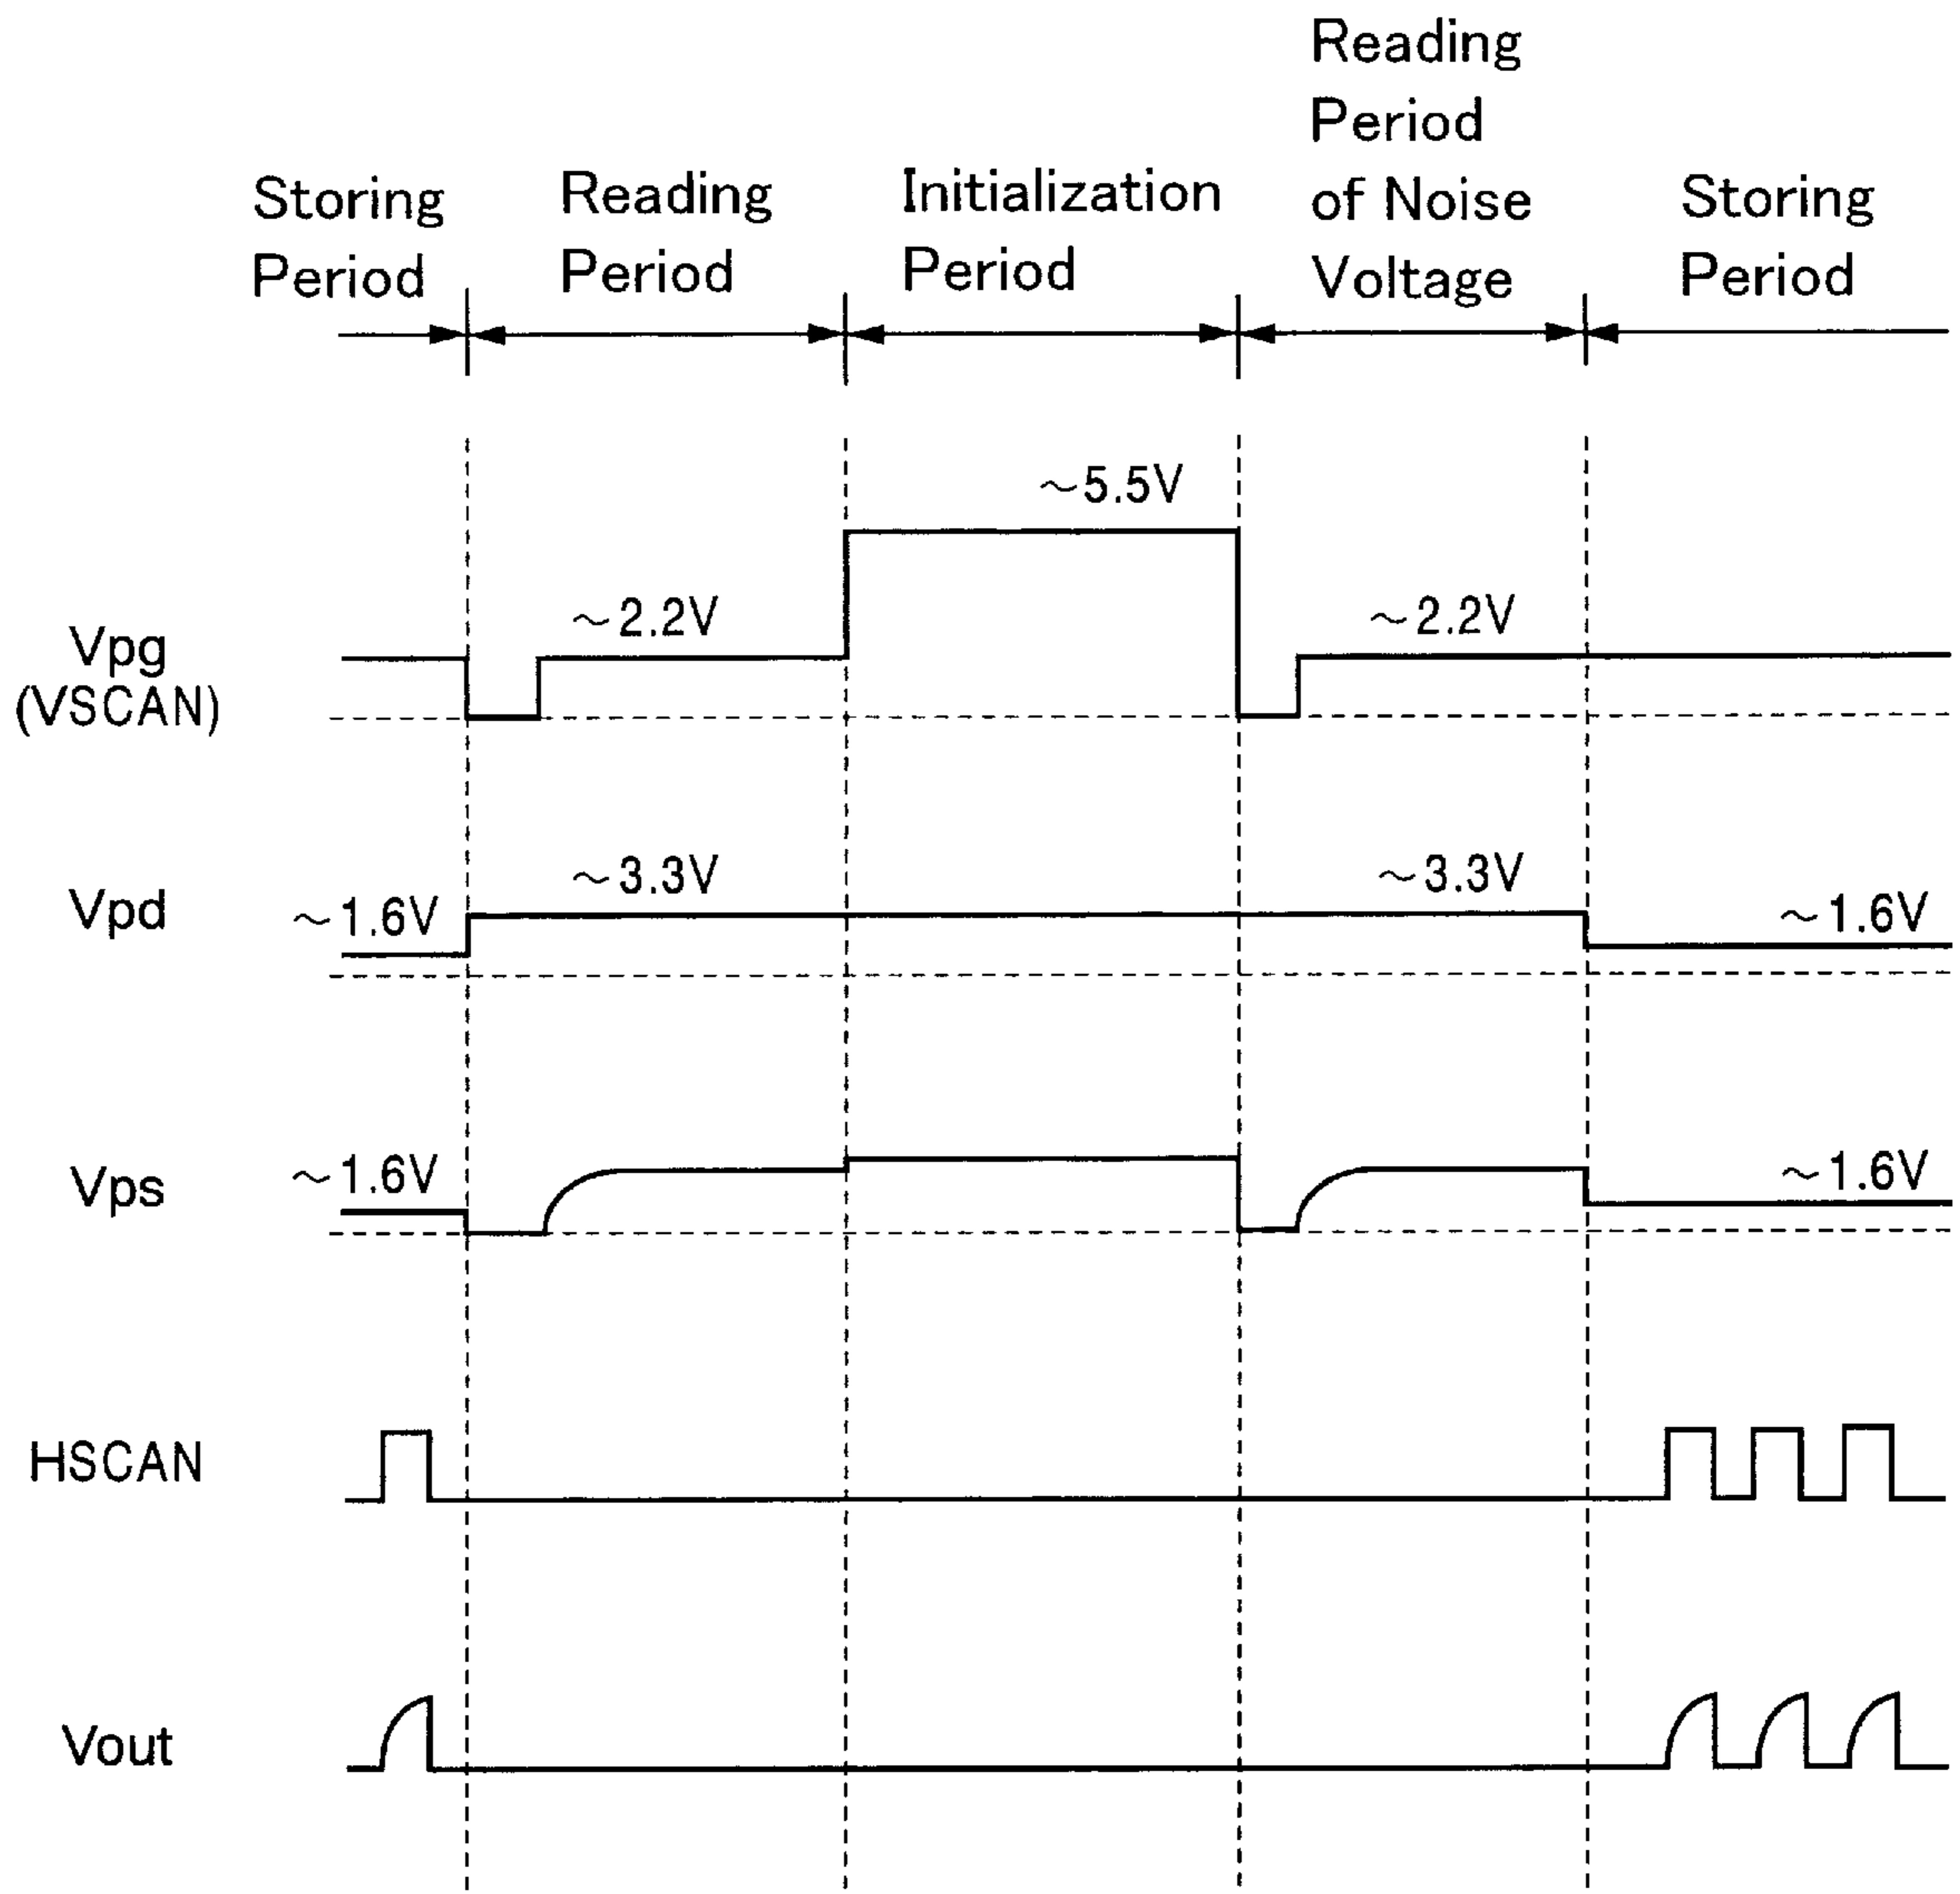 Storing
Period
Reading
Period
Initialization
Period
Reading
Period
of Noise
Voltage
Storing
Period
Vpg
(VSCAN)
~2.2V
~5.5V
~2.2V
Vpd
~1.6V
~3.3V
~3.3V
~1.6V
Vps
~1.6V
~1.6V
HSCAN
Vout